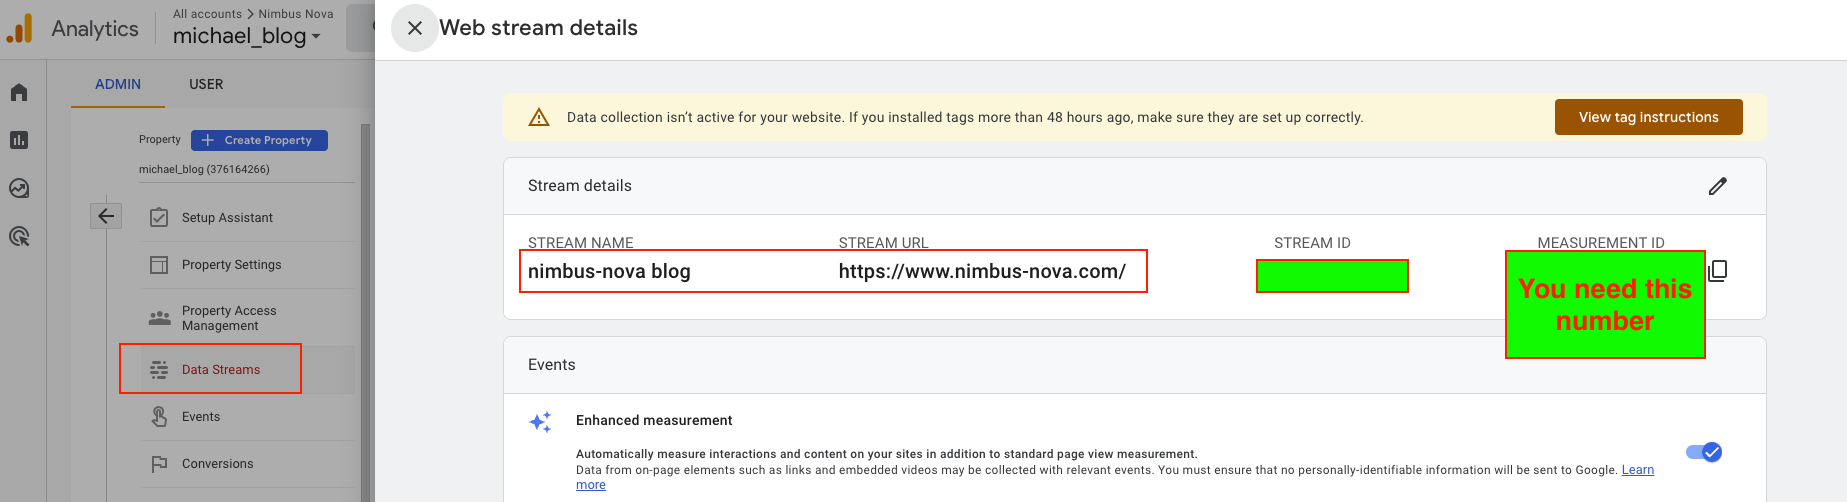 Analytics
All accounts > Nimbus Nova
michael_blog
ADMIN
USER
Property
+ Create Property
michael_blog (376164266)
Setup Assistant
Property Settings
Property Access
Management
Data Streams
Events
Conversions
Web stream details
Data collection isn't active for your website. If you installed tags more than 48 hours ago, make sure they are set up correctly.
View tag instructions
Stream details
STREAM NAME
nimbus-nova blog
STREAM URL
https://www.nimbus-nova.com/
STREAM ID
MEASUREMENT ID
You need this
number
Events
Enhanced measurement
Automatically measure interactions and content on your sites in addition to standard page view measurement.
Data from on-page elements such as links and embedded videos may be collected with relevant events. You must ensure that no personally-identifiable information will be sent to Google. Learn
more